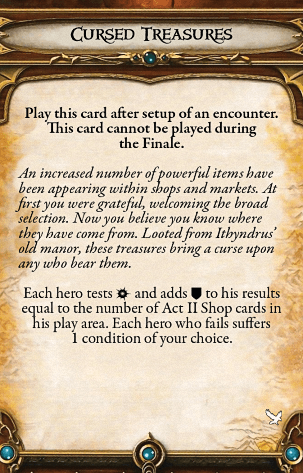 Cursed Treasures
Play this card after setup of an encounter.
This card cannot be played during
the Finale.
An increased number of powerful items have
been appearing within shops and markets. At
first you were grateful, welcoming the broad
selection. Now you believe you know where
they have come from. Looted from Ithyndrus'
old manor, these treasures bring a curse upon
any who bear them.
Each hero tests and adds to his results
equal to the number of Act II Shop cards in
his play area. Each hero who fails suffers
1 condition of your choice.